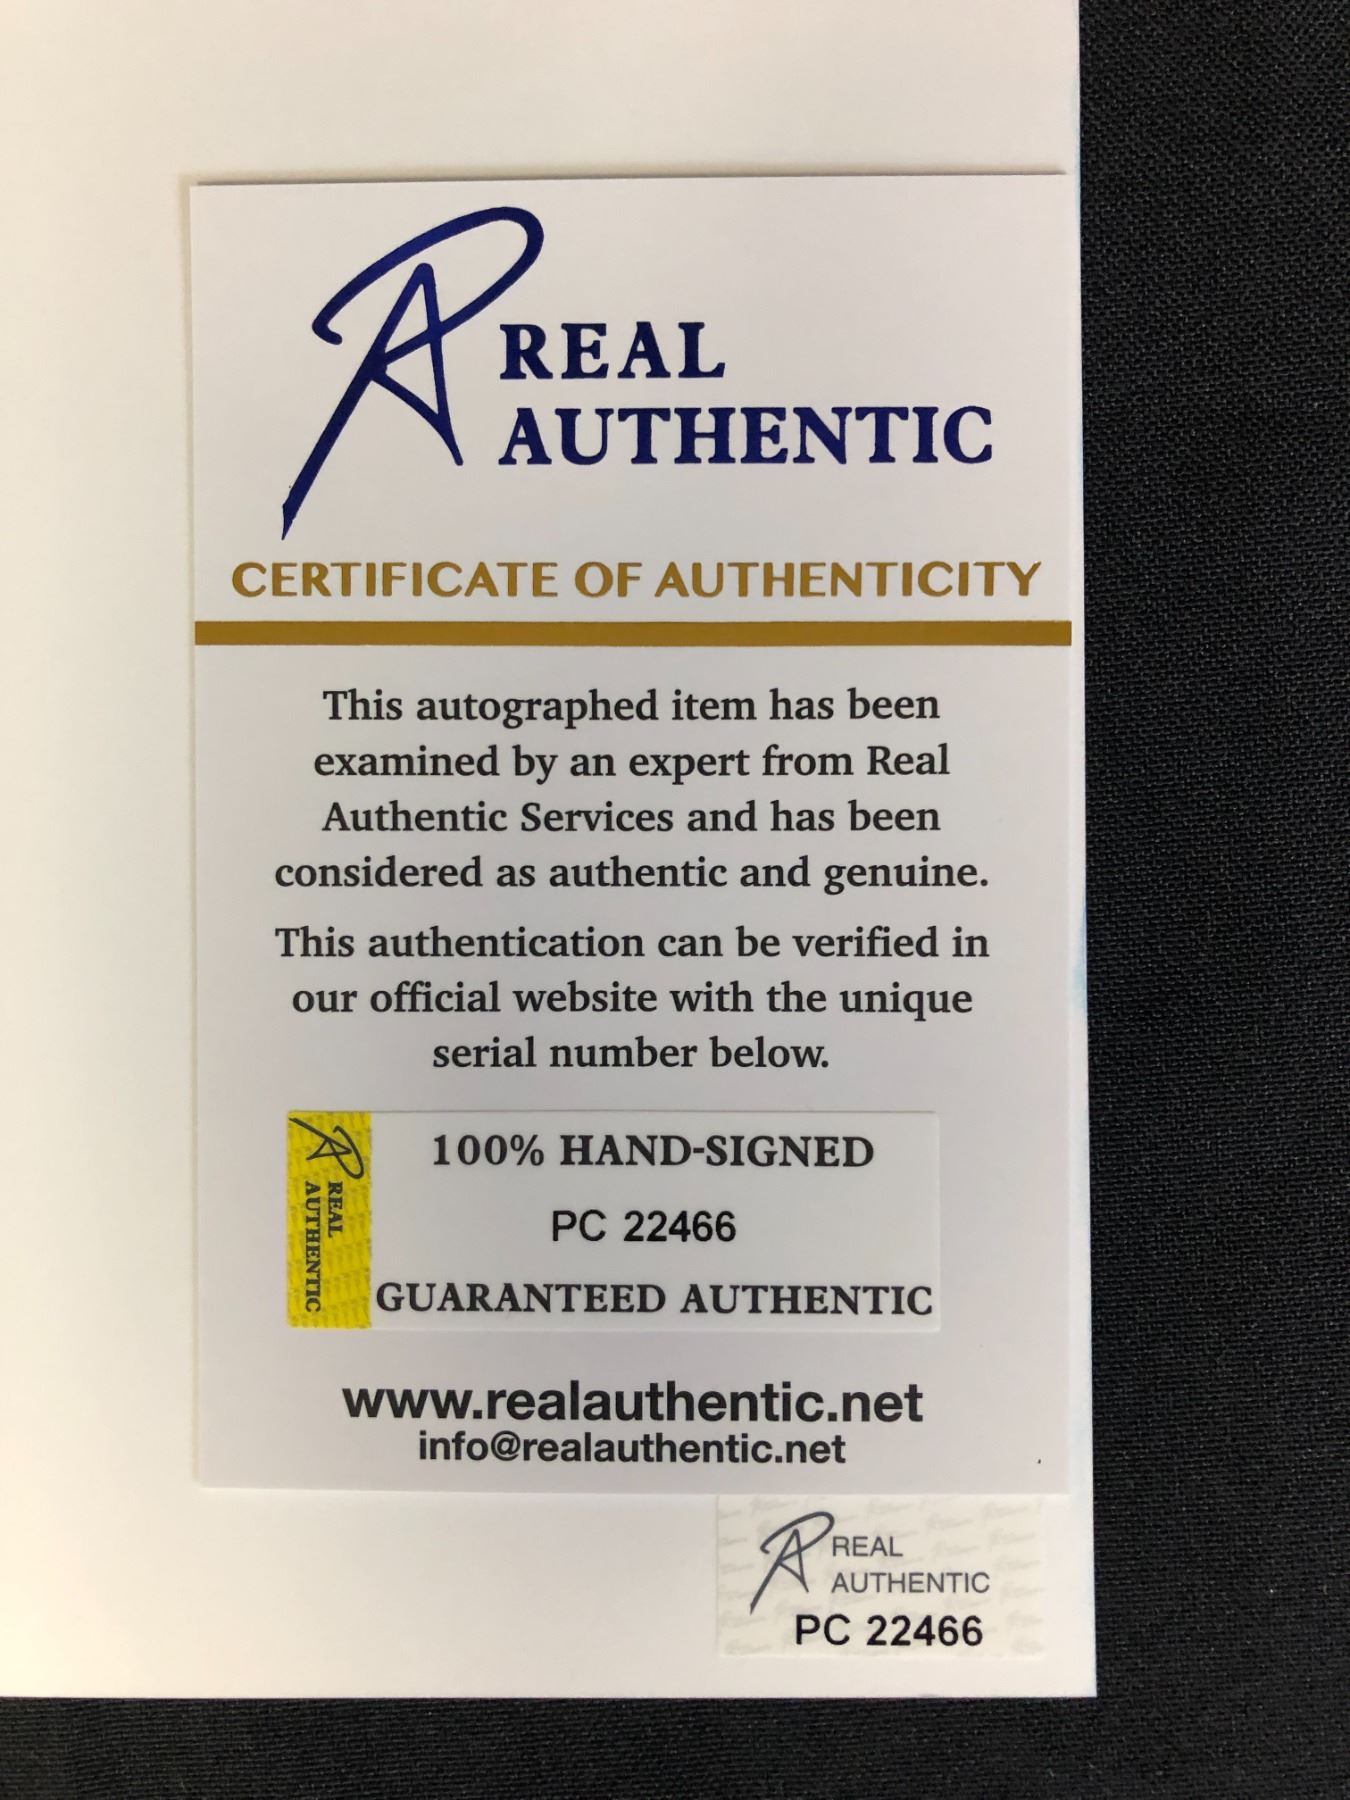 REAL
AUTHENTIC
CERTIFICATE OF AUTHENTICITY
This autographed item has been
examined by an expert from Real
Authentic Services and has been
considered as authentic and genuine.
This authentication can be verified in
our official website with the unique
serial number below.
REAL
AUTHENTIC
100% HAND-SIGNED
PC 22466
GUARANTEED AUTHENTIC
www.realauthentic.net
info@realauthentic.net
REAL
AUTHENTIC
PC 22466